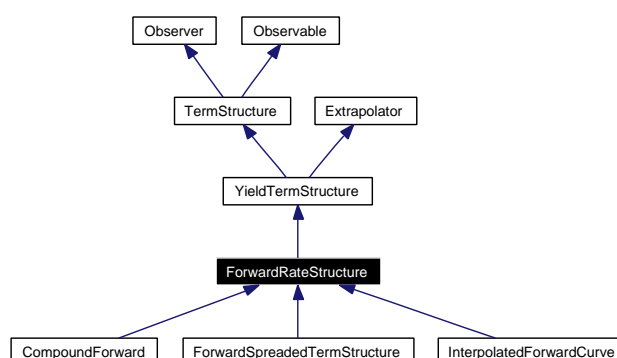 Observer
Observable
TermStructure
Extrapolator
YieldTermStructure
ForwardRateStructure
CompoundForward
ForwardSpreadedTermStructure
InterpolatedForwardCurve